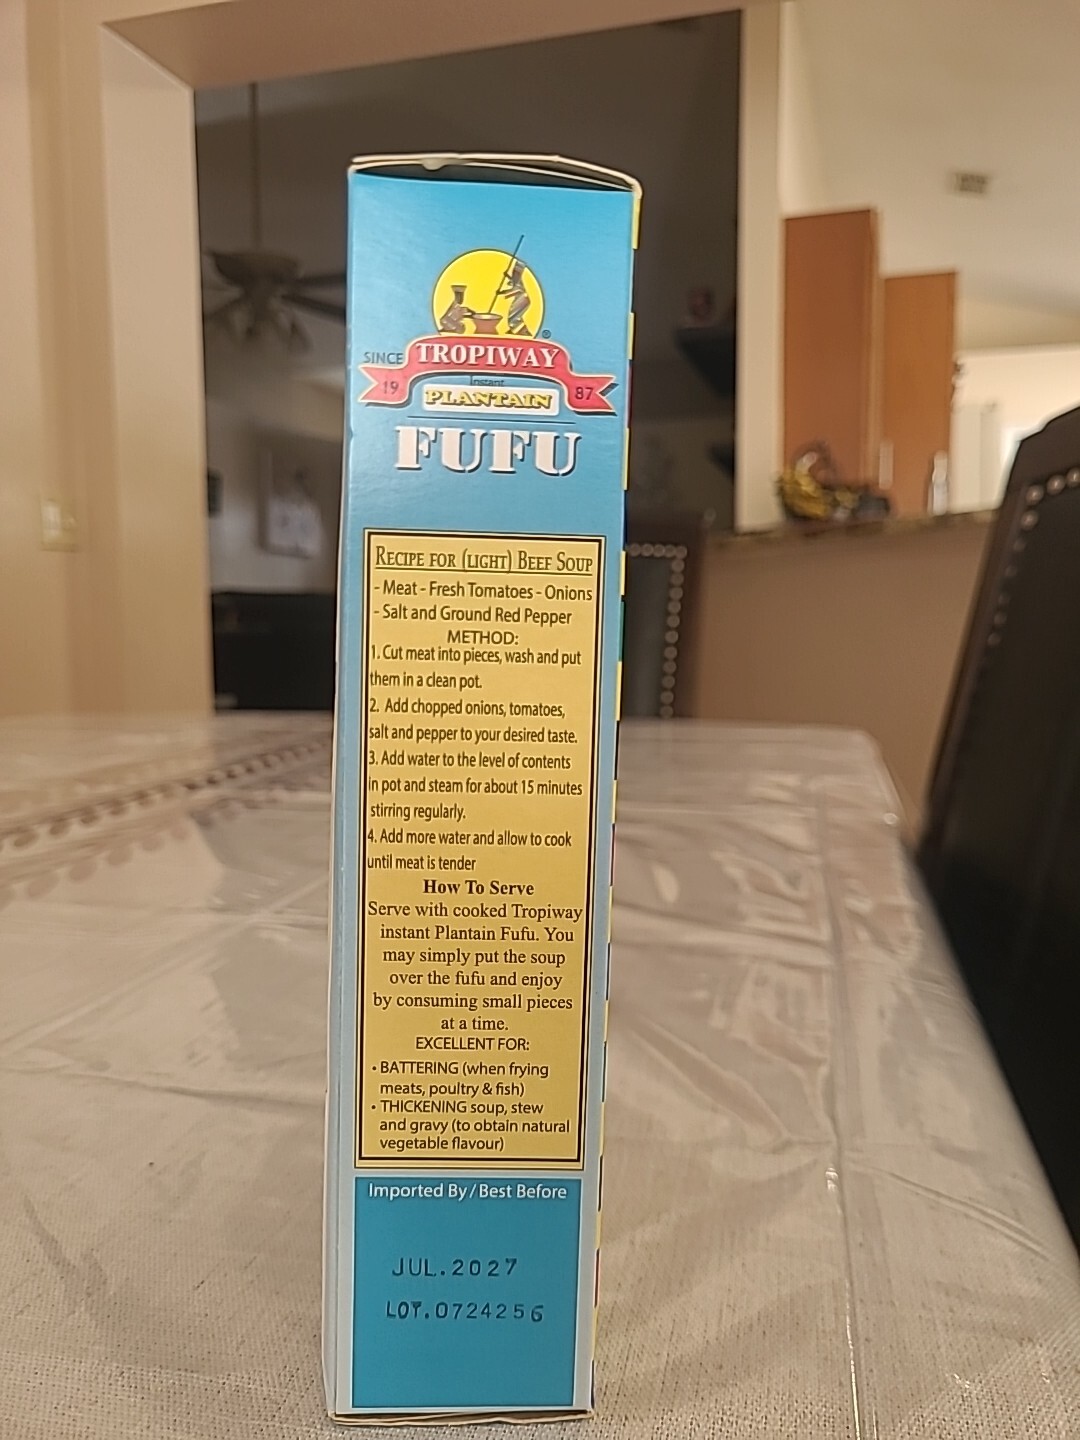 ®
SINCE TROPIWAY
19 Instant 87
PLANTAIN
FUFU
RECIPE FOR (LIGHT) BEEF SOUP
- Meat - Fresh Tomatoes - Onions
- Salt and Ground Red Pepper
METHOD:
1. Cut meat into pieces, wash and put
them in a clean pot.
2. Add chopped onions, tomatoes,
salt and pepper to your desired taste.
3. Add water to the level of contents
in pot and steam for about 15 minutes
stirring regularly.
4. Add more water and allow to cook
until meat is tender
How To Serve
Serve with cooked Tropiway
instant Plantain Fufu. You
may simply put the soup
over the fufu and enjoy
by consuming small pieces
at a time.
EXCELLENT FOR:
• BATTERING (when frying
meats, poultry & fish)
• THICKENING soup, stew
and gravy (to obtain natural
vegetable flavour)
Imported By / Best Before
JUL.2027
LOT.0724256